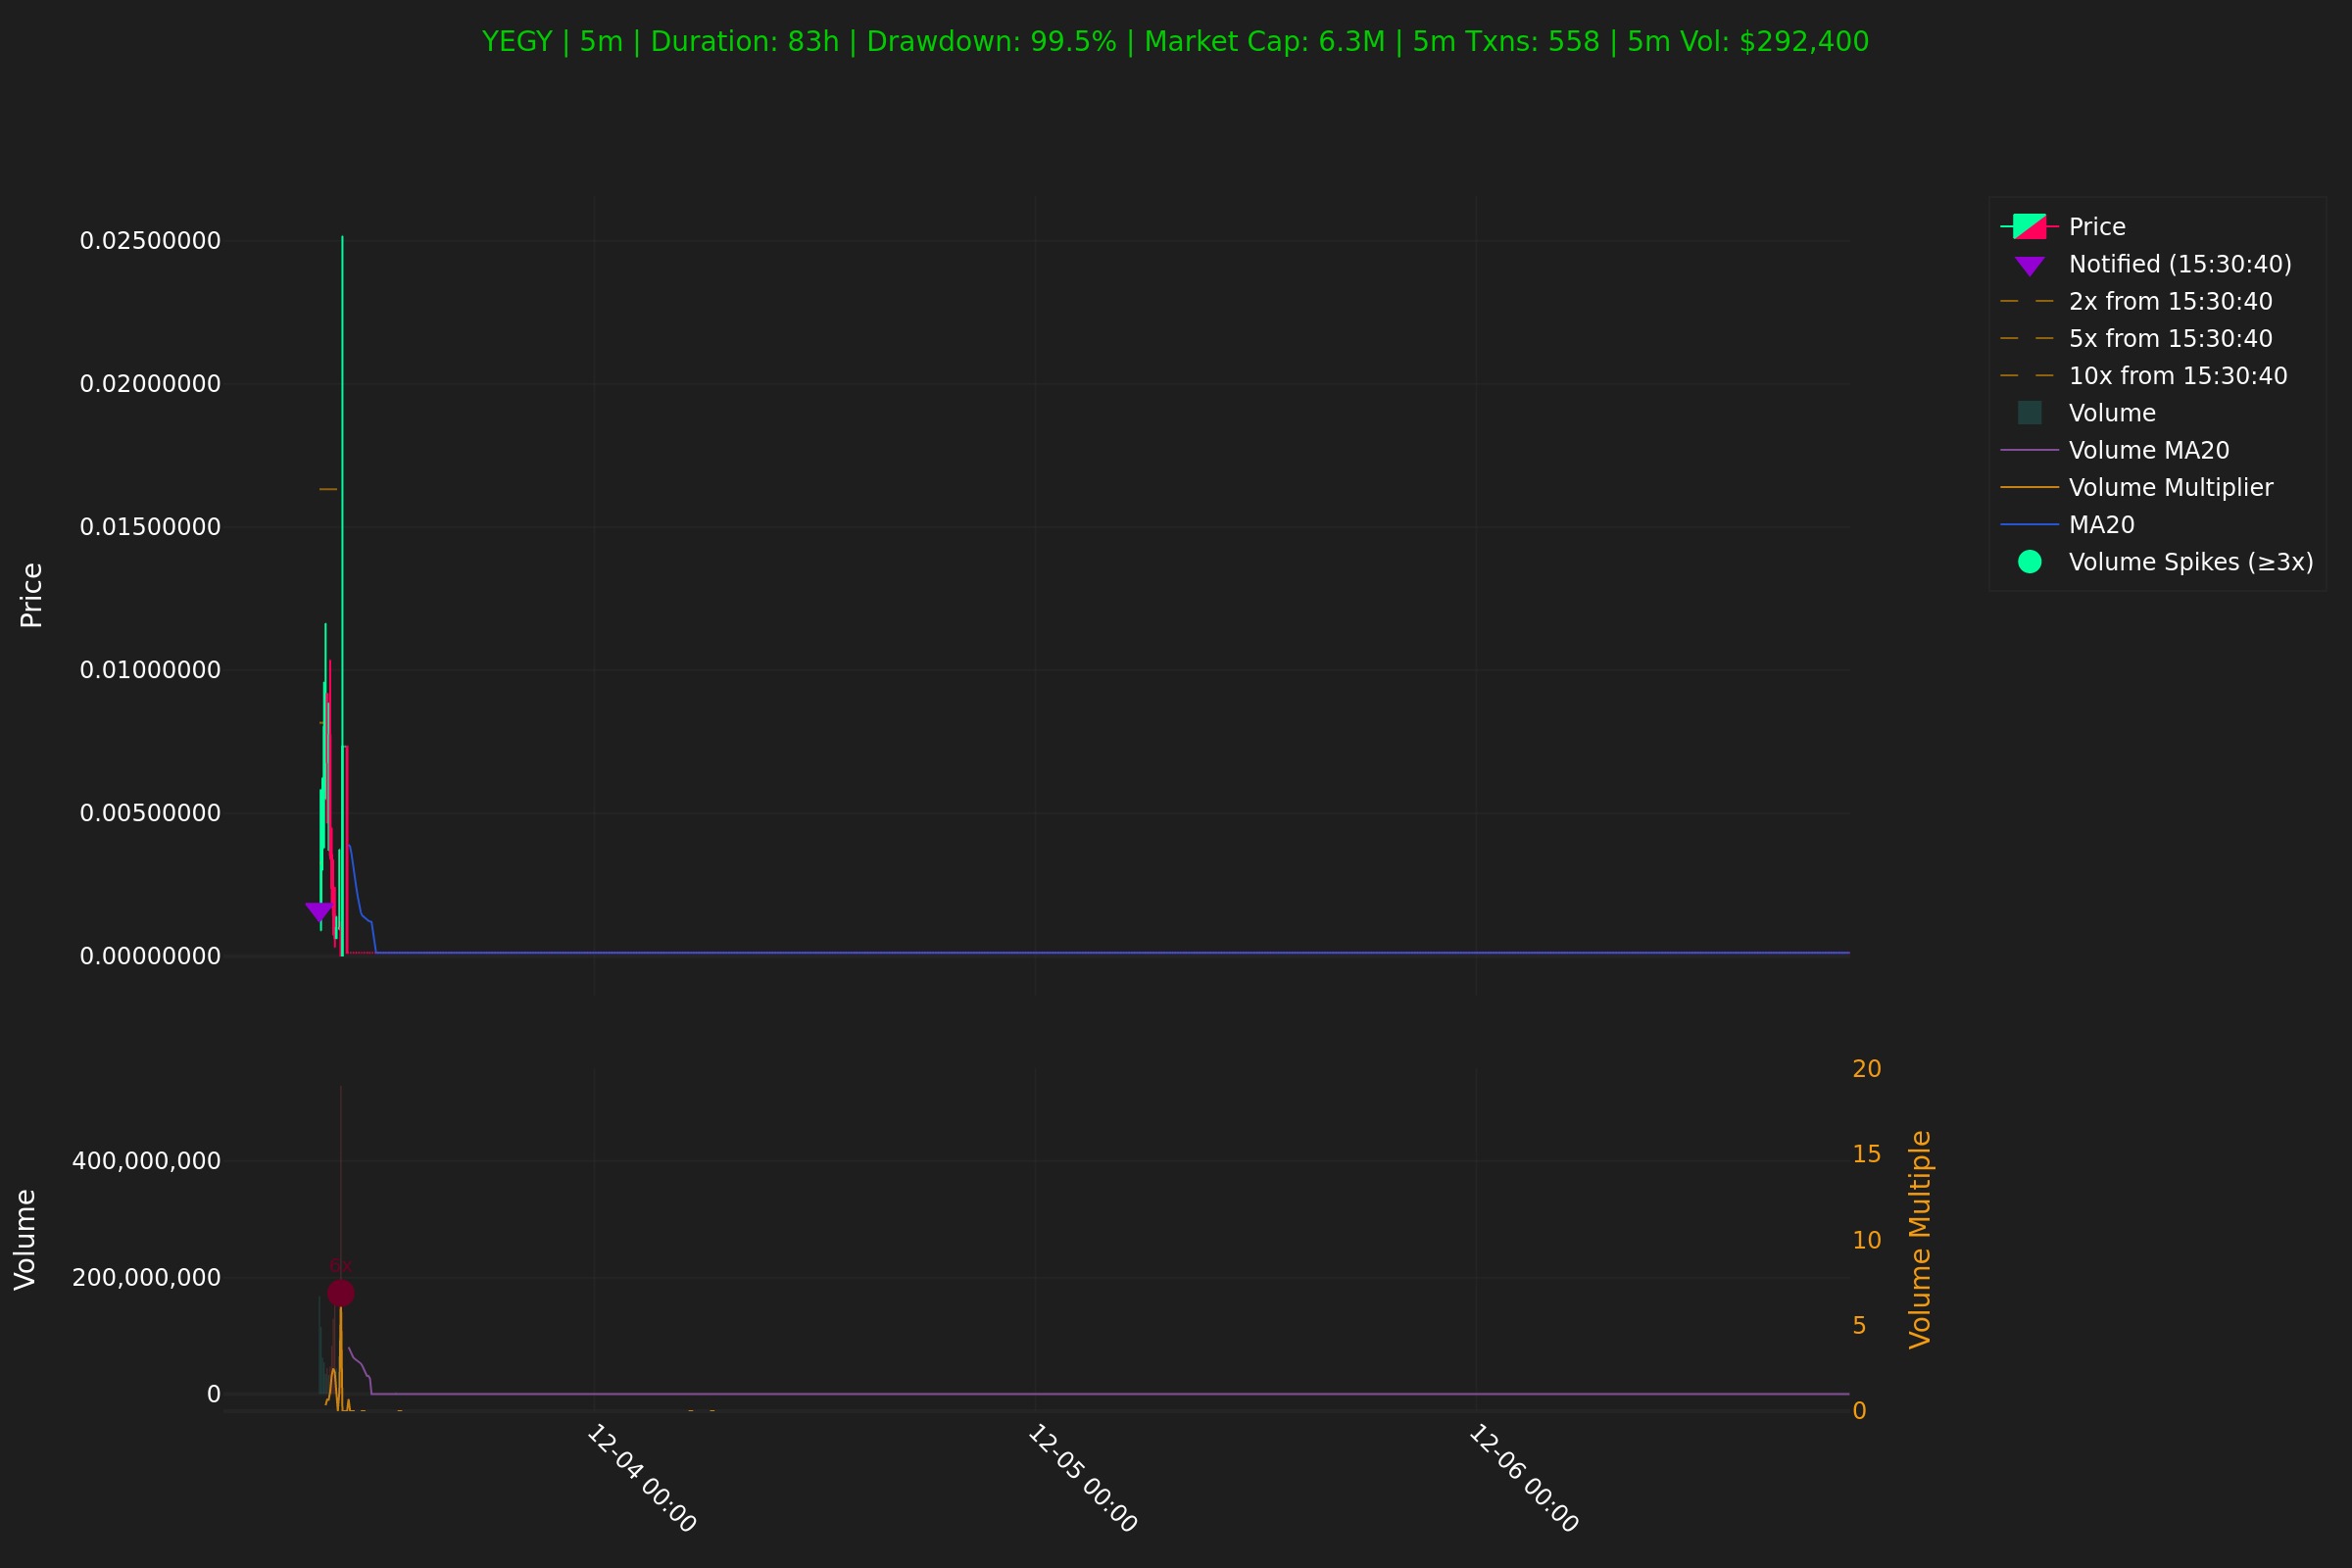 YEGY | 5m | Duration: 83h | Drawdown: 99.5% | Market Cap: 6.3M | 5m Txns: 558 | 5m Vol: $292,400
Price
0.02500000
0.02000000
0.01500000
0.01000000
0.00500000
0.00000000
Price
Notified (15:30:40)
2x from 15:30:40
5x from 15:30:40
10x from 15:30:40
Volume
Volume MA20
Volume Multiplier
MA20
Volume Spikes (≥3x)
Volume
400,000,000
200,000,000
0
6x
20
15
10
5
0
Volume Multiple
12-04 00:00
12-05 00:00
12-06 00:00